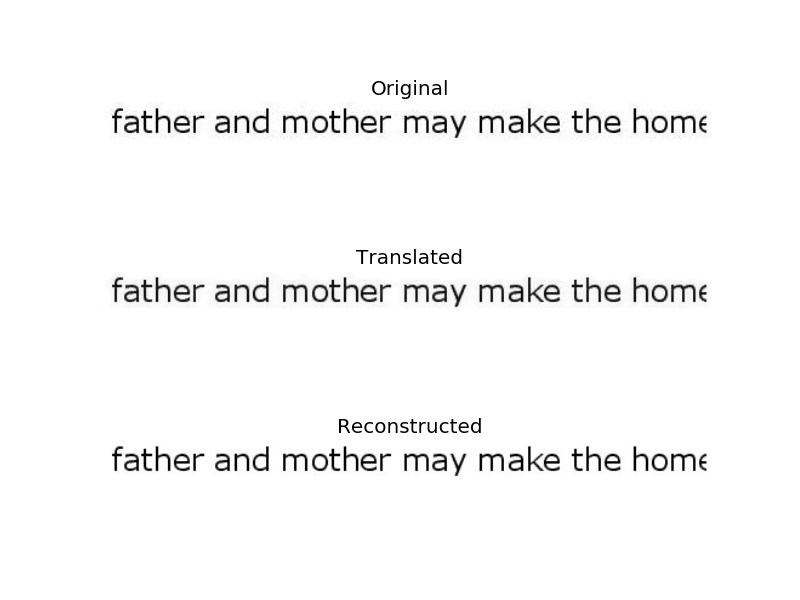 Original
father and mother may make the home
Translated
father and mother may make the home
Reconstructed
father and mother may make the home